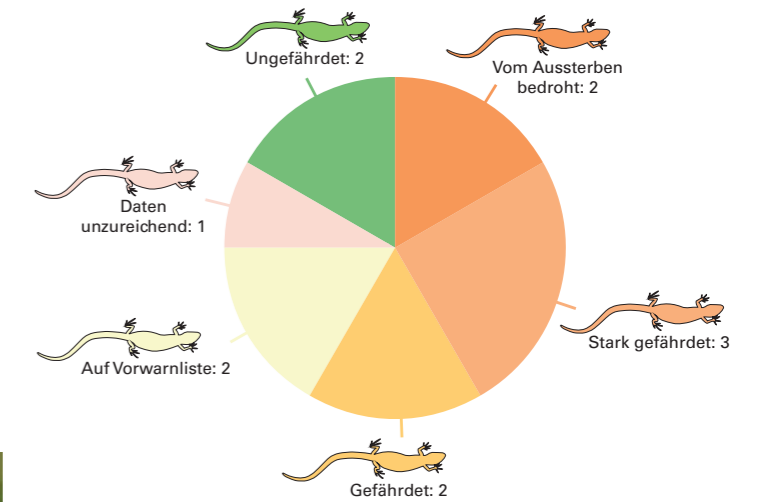 Ungefährdet: 2
Vom Aussterben
bedroht: 2
Daten
unzureichend: 1
Stark gefährdet: 3
Auf Vorwarnliste: 2
Gefährdet: 2